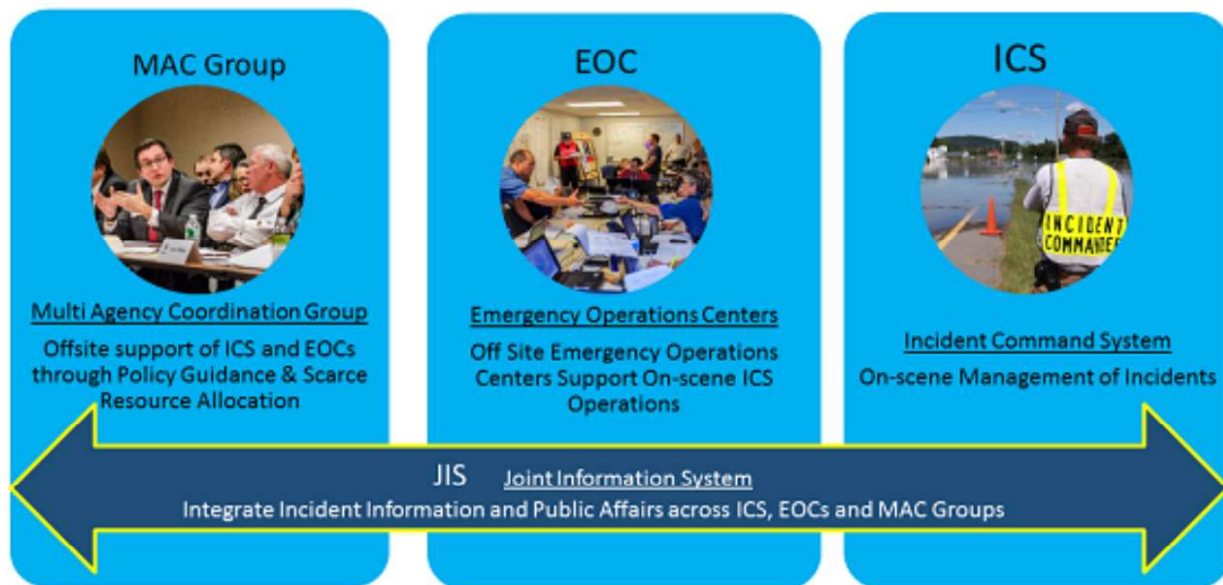 MAC Group
Multi Agency Coordination Group
Offsite support of ICS and EOCs
through Policy Guidance & Scarce
Resource Allocation
EOC
Emergency Operations Centers
Off Site Emergency Operations
Centers Support On-scene ICS
Operations
ICS
INCIDENT
COMMANDER
Incident Command System
On-scene Management of Incidents
JIS Joint Information System
Integrate Incident Information and Public Affairs across ICS, EOCs and MAC Groups